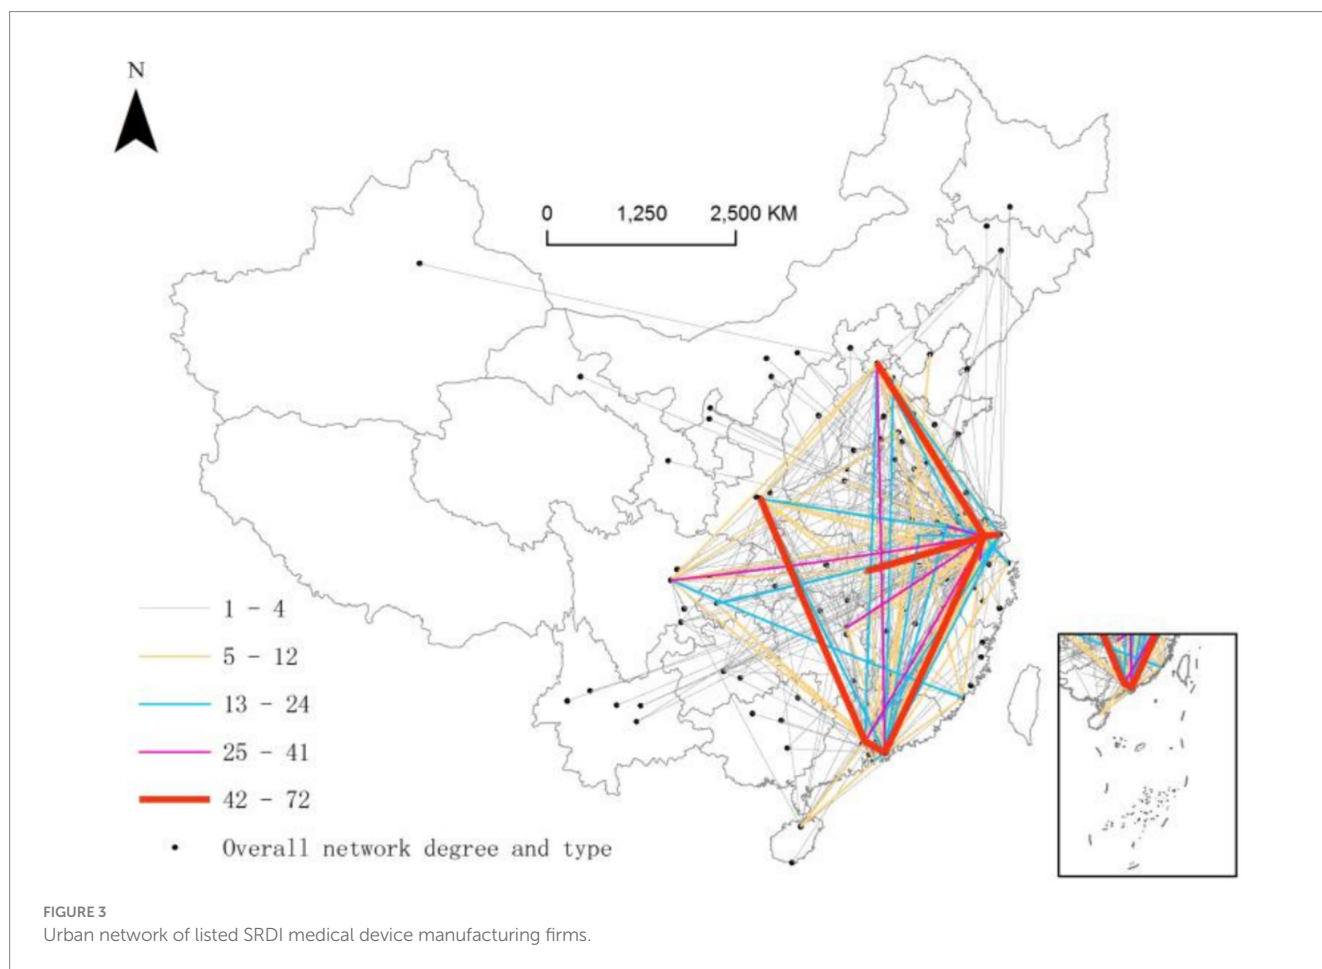 N
0 1,250 2,500 KM
1 - 4
5 - 12
13 - 24
25 - 41
42 - 72
Overall network degree and type
FIGURE 3
Urban network of listed SRDI medical device manufacturing firms.